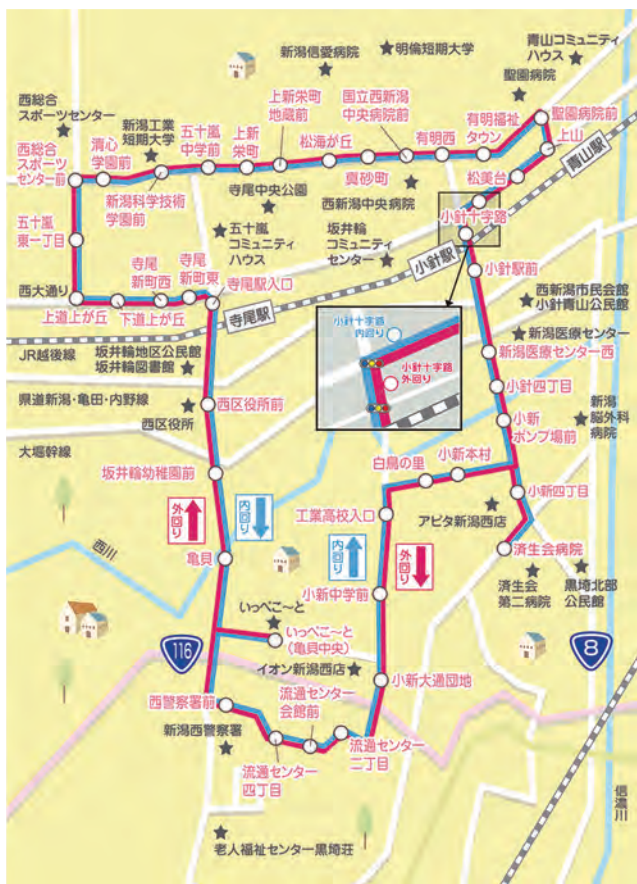 青山コミュニティ
ハウス
明倫短期大学
新潟信愛病院
聖園病院
西総合
スポーツセンター
新潟工業
短期大学
五十嵐
中学前
上新
栄町
上新栄町
地蔵前
松海が丘
国立西新潟
中央病院前
有明西
有明福祉
タウン
聖園病院前
上山
青山駅
西総合
スポーツ
センター前
清心
学園前
新潟科学技術
学園前
寺尾中央公園
真砂町
西新潟中央病院
松美台
小針十字路
五十嵐
東一丁目
五十嵐
コミュニティ
ハウス
坂井輪
コミュニティ
センター
小針駅
小針駅前
西大通り
上道上が丘
下道上が丘
寺尾
新町西
寺尾
新町東
寺尾駅入口
寺尾駅
西新潟市民会館
小針青山公民館
新潟医療センター
新潟医療センター西
小針十字路
内回り
小針十字路
外回り
JR越後線
坂井輪地区公民館
坂井輪図書館
県道新潟・亀田・内野線
西区役所
西区役所前
小針四丁目
小新
ポンプ場前
新潟
脳外科
病院
大堀幹線
坂井輪幼稚園前
白鳥の里
小新本村
小新四丁目
アピタ新潟西店
工業高校入口
外回り
内回り
西川
亀貝
内回り
外回り
済生会病院
済生会
第二病院
黒埼北部
公民館
小新中学前
いっぺこ〜と
いっぺこ〜と
(亀貝中央)
116
8
イオン新潟西店
小新大通団地
西警察署前
流通センター
会館前
新潟西警察署
流通センター
四丁目
流通センター
二丁目
信濃川
老人福祉センター黒埼荘